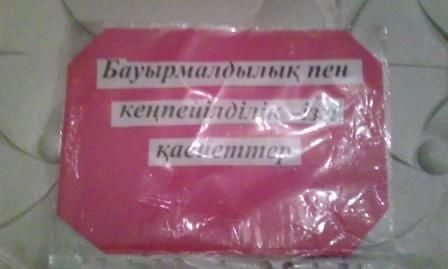 Бауырмалдылық пен
кеңпейілділік
қасиеттер